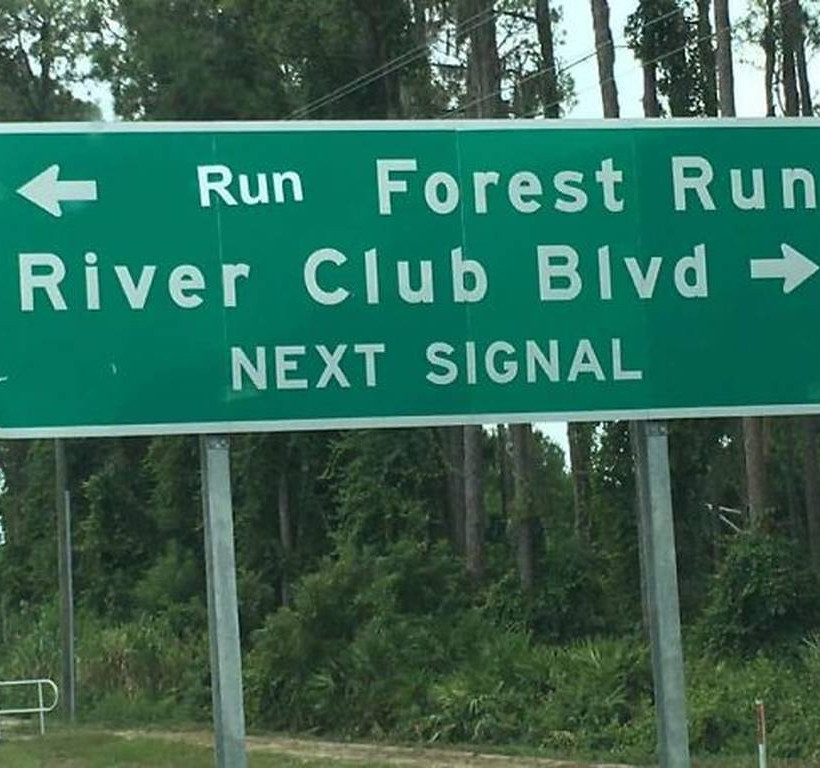 Run Forest Run
River Club Blvd
NEXT SIGNAL